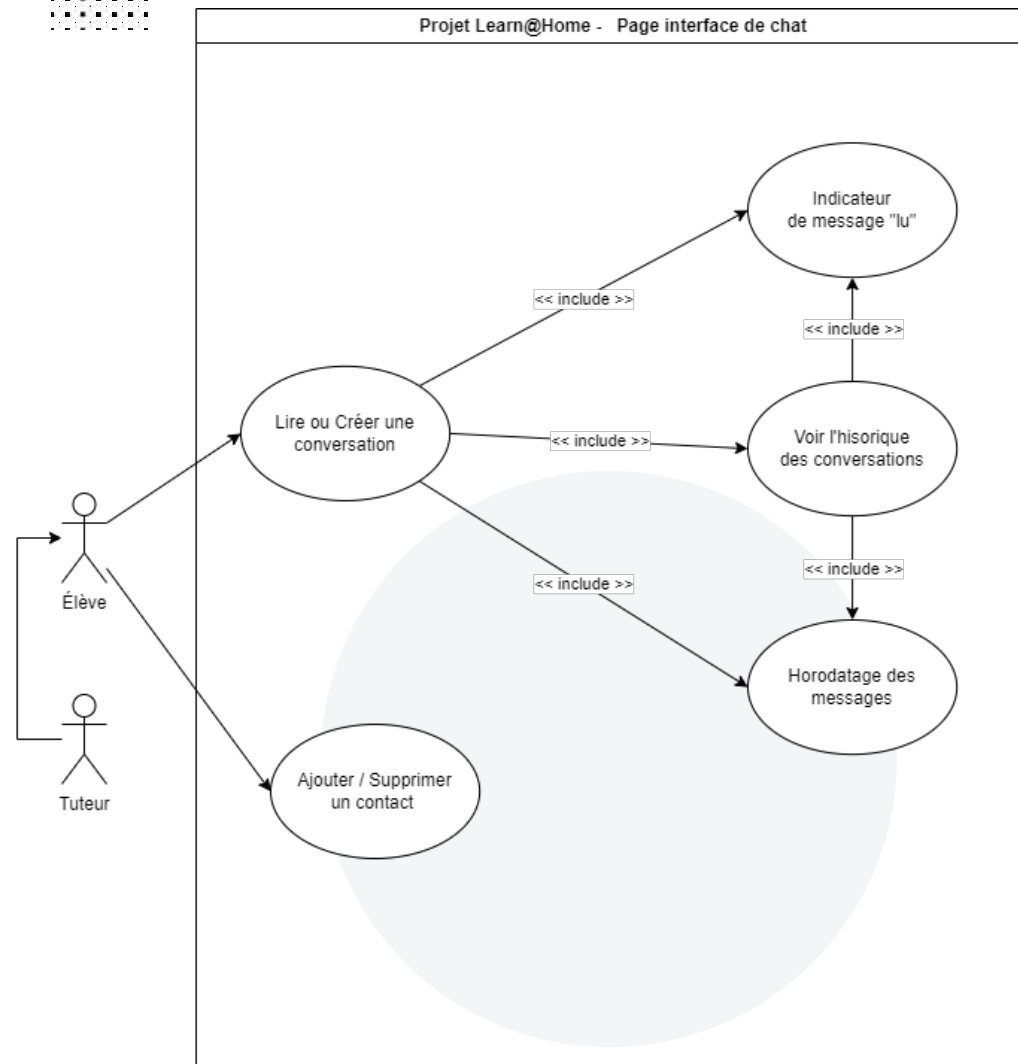 Projet Learn@Home - Page interface de chat
Indicateur
de message "lu"
<< include >>
<< include >>
Lire ou Créer une
conversation
<< include >>
Voir l'hisorique
des conversations
<< include >>
<< include >>
Élève
Horodatage des
messages
Ajouter / Supprimer
un contact
Tuteur